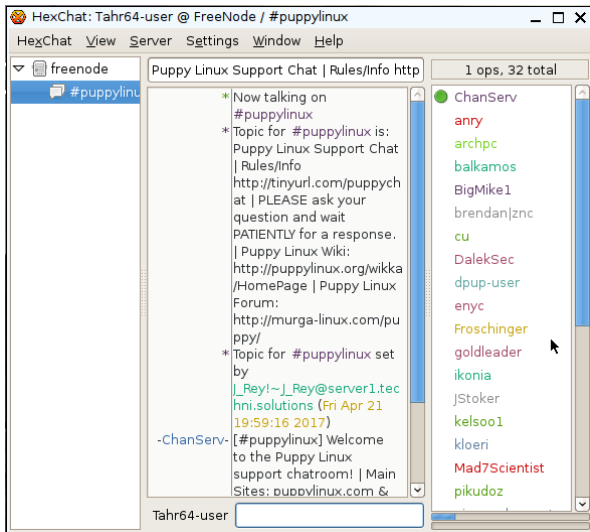 HexChat: Tahr64-user @ FreeNode / #puppylinux
HexChat View Server Settings Window Help
freenode
#puppylinu
Puppy Linux Support Chat | Rules/Info http
* Now talking on
#puppylinux
* Topic for #puppylinux is:
Puppy Linux Support Chat
| Rules/Info
http://tinyurl.com/puppych
at | PLEASE ask your
question and wait
PATIENTLY for a response.
| Puppy Linux Wiki:
http://puppylinux.org/wikka
/HomePage | Puppy Linux
Forum:
http://murga-linux.com/pu
ppy/
* Topic for #puppylinux set
by
J_Rey!~J_Rey@server1.tec
hni.solutions (Fri Apr 21
19:59:16 2017)
-ChanServ- [#puppylinux] Welcome
to the Puppy Linux
support chatroom! | Main
Sites: puppylinux.com &
Tahr64-user
1 ops, 32 total
ChanServ
anry
archpc
balkamos
BigMike1
brendan|znc
cu
DalekSec
dpup-user
enyc
Froschinger
goldleader
ikonia
JStoker
kelsoo1
kloeri
Mad7Scientist
pikudoz